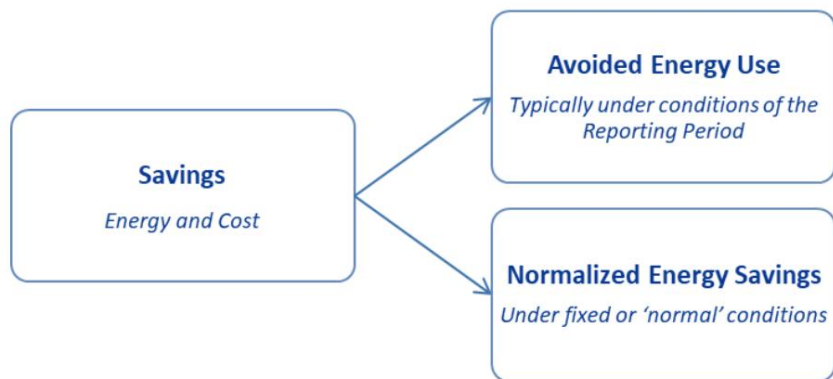 Savings
Energy and Cost
Avoided Energy Use
Typically under conditions of the
Reporting Period
Normalized Energy Savings
Under fixed or ‘normal’ conditions